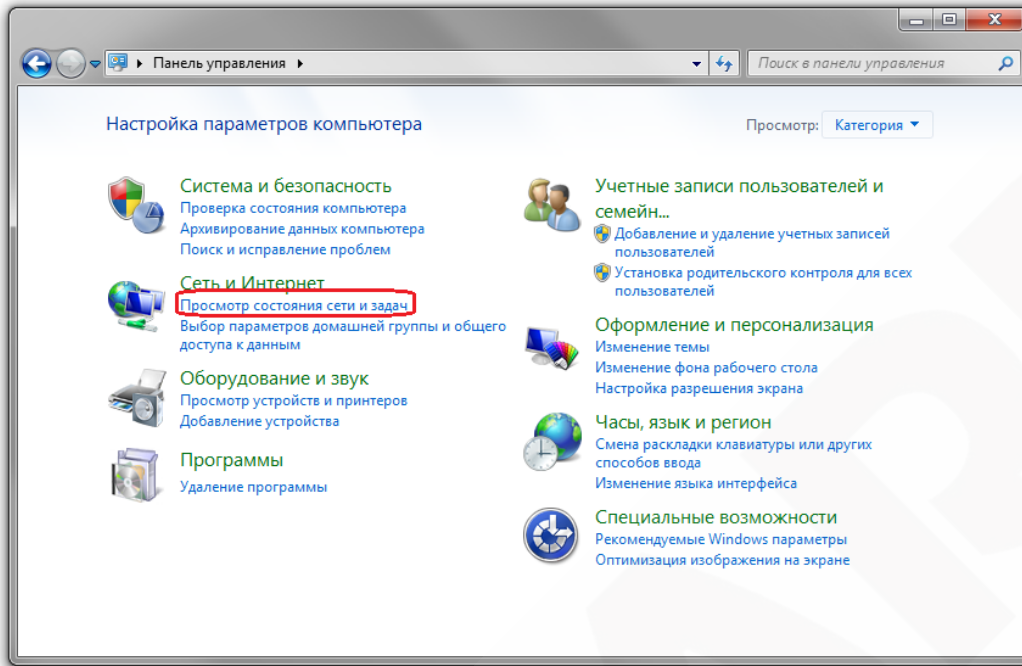 Панель управления
Поиск в панели управления
Настройка параметров компьютера
Просмотр: Категория
Система и безопасность
Проверка состояния компьютера
Архивирование данных компьютера
Поиск и исправление проблем
Сеть и Интернет
Просмотр состояния сети и задач
Выбор параметров домашней группы и общего
доступа к данным
Оборудование и звук
Просмотр устройств и принтеров
Добавление устройства
Программы
Удаление программы
Учетные записи пользователей и
семейн...
Добавление и удаление учетных записей
пользователей
Установка родительского контроля для всех
пользователей
Оформление и персонализация
Изменение темы
Изменение фона рабочего стола
Настройка разрешения экрана
Часы, язык и регион
Смена раскладки клавиатуры или других
способов ввода
Изменение языка интерфейса
Специальные возможности
Рекомендуемые Windows параметры
Оптимизация изображения на экране